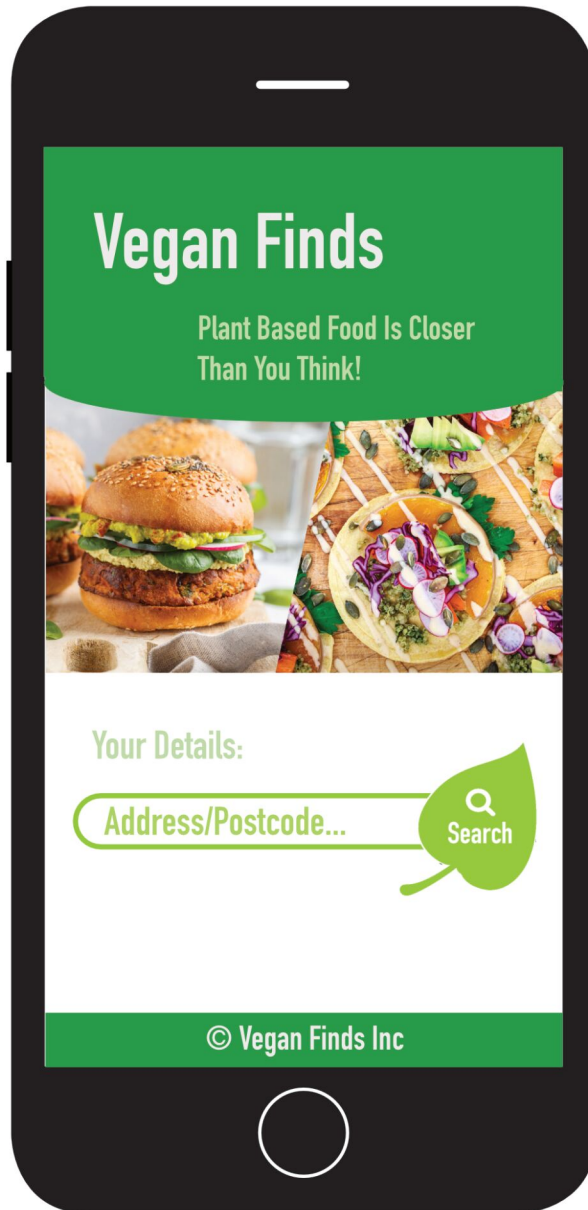 Vegan Finds
Plant Based Food Is Closer
Than You Think!
Your Details:
Address/Postcode...
Search
© Vegan Finds Inc